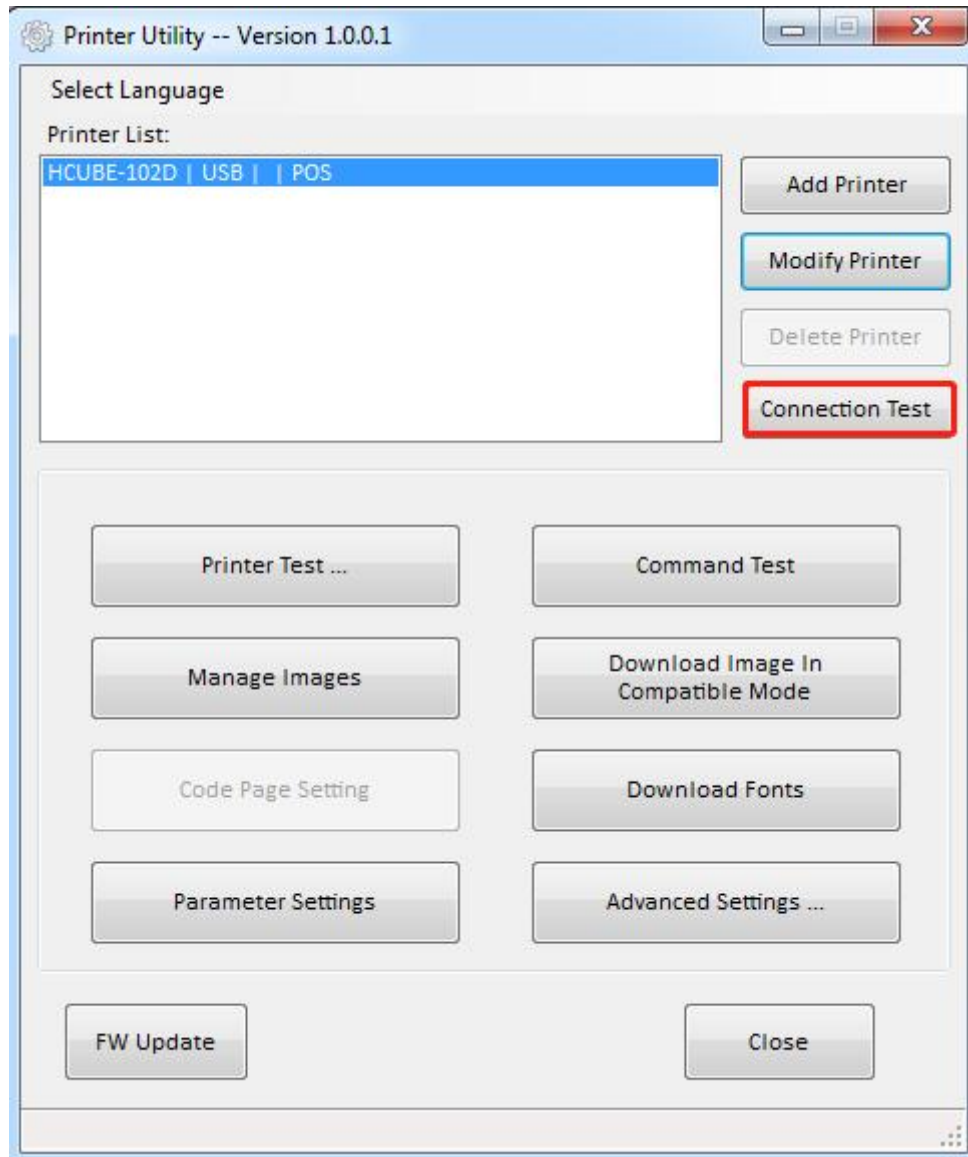 Printer Utility -- Version 1.0.0.1
Select Language
Printer List:
HCUBE-102D | USB |   | POS
Add Printer
Modify Printer
Delete Printer
Connection Test
Printer Test ...
Command Test
Manage Images
Download Image In
Compatible Mode
Code Page Setting
Download Fonts
Parameter Settings
Advanced Settings ...
FW Update
Close